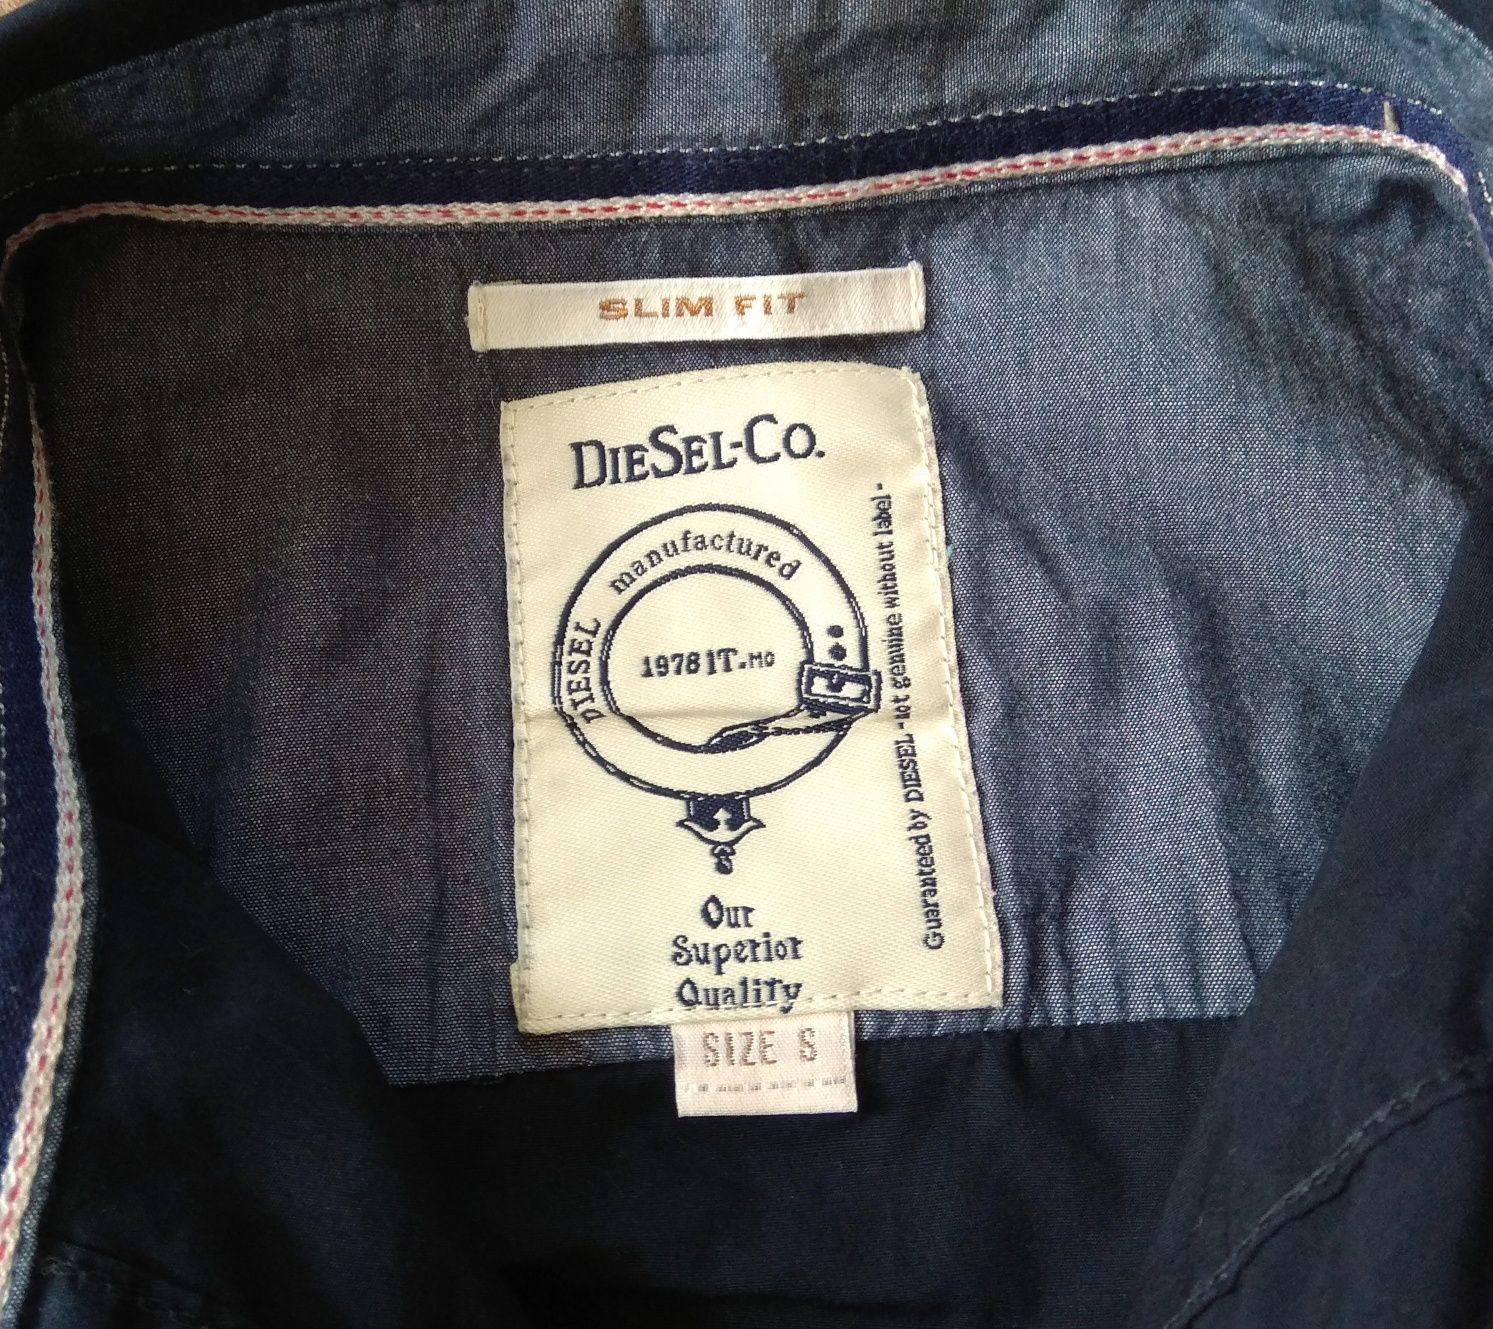 SLIM FIT
DIESEL-CO.
DIESEL manufactured
1978 IT.MO
Guaranteed by DIESEL - not genuine without label -
Our
Superior
Quality
SIZE S